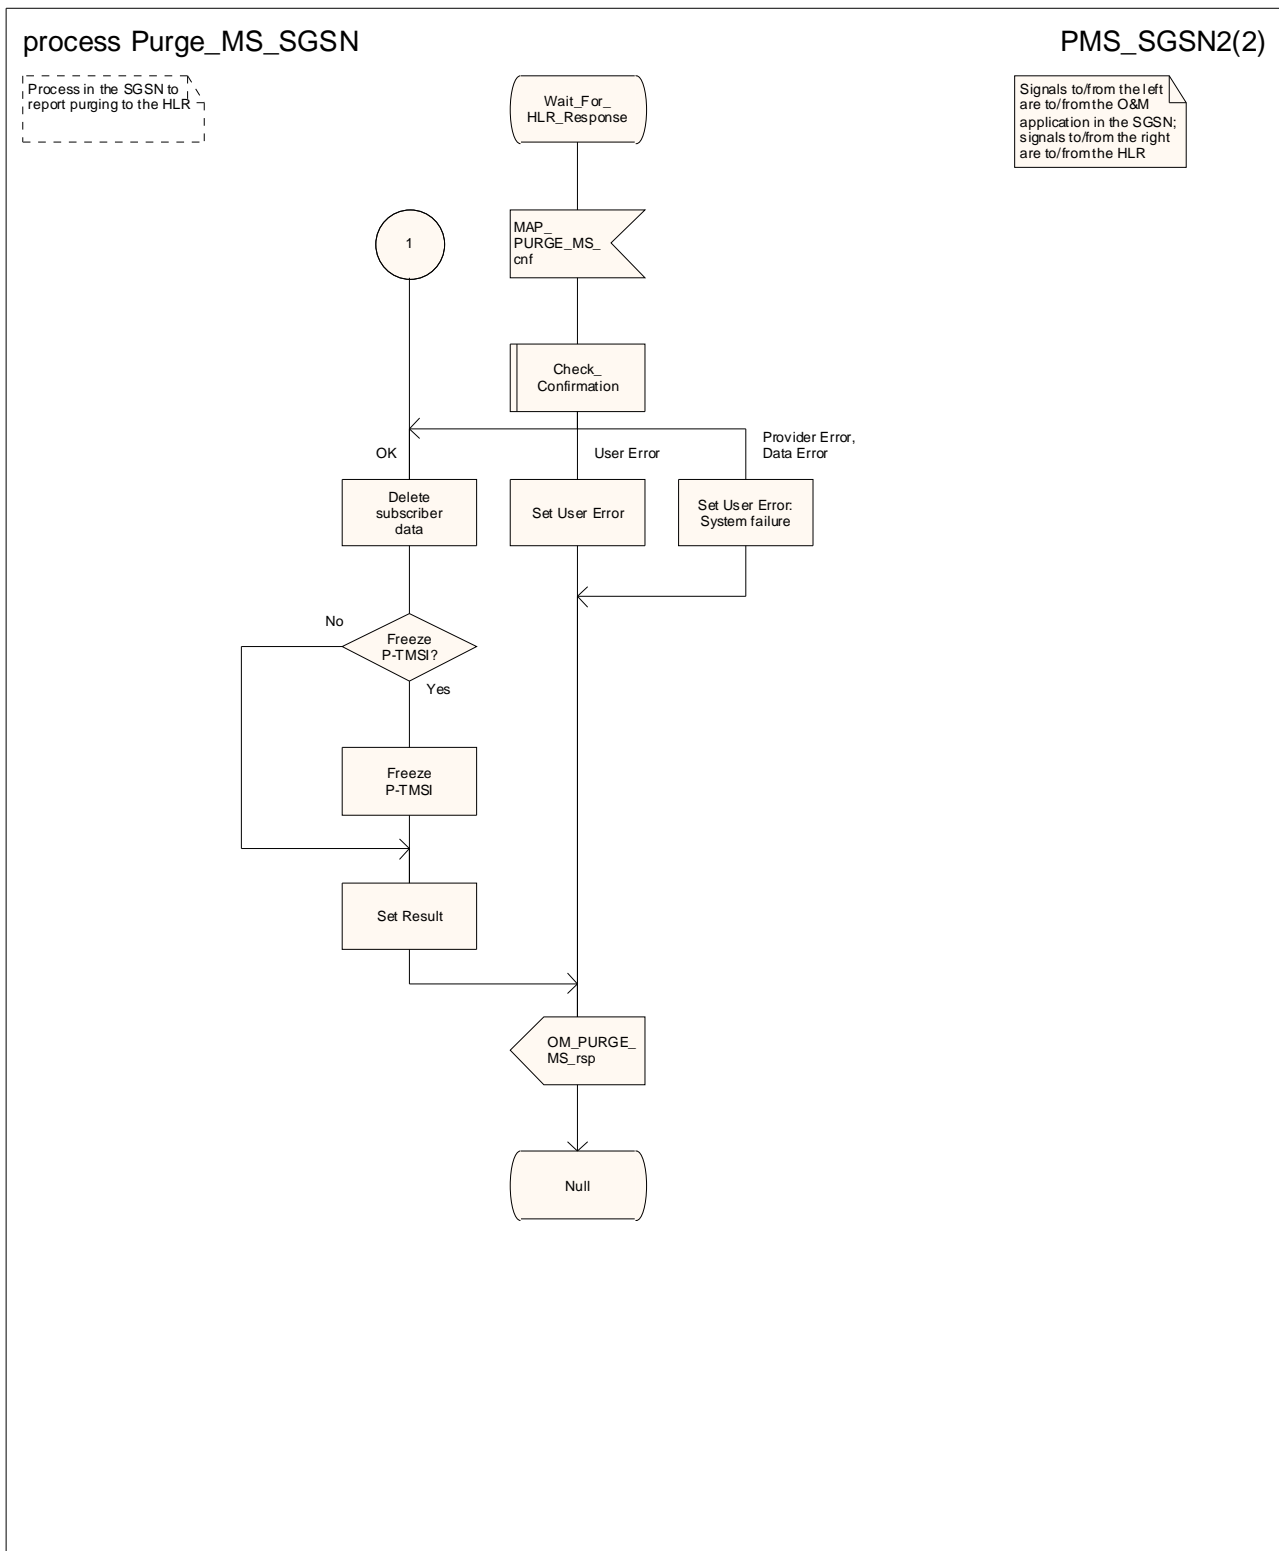 process Purge_MS_SGSN
PMS_SGSN2(2)
Process in the SGSN to
report purging to the HLR
Wait_For_
HLR_Response
Signals to/from the left
are to/from the O&M
application in the SGSN;
signals to/from the right
are to/from the HLR
1
MAP_
PURGE_MS_
cnf
Check_
Confirmation
OK
User Error
Provider Error,
Data Error
Delete
subscriber
data
Set User Error
Set User Error:
System failure
No
Freeze
P-TMSI?
Yes
Freeze
P-TMSI
Set Result
OM_PURGE_
MS_rsp
Null